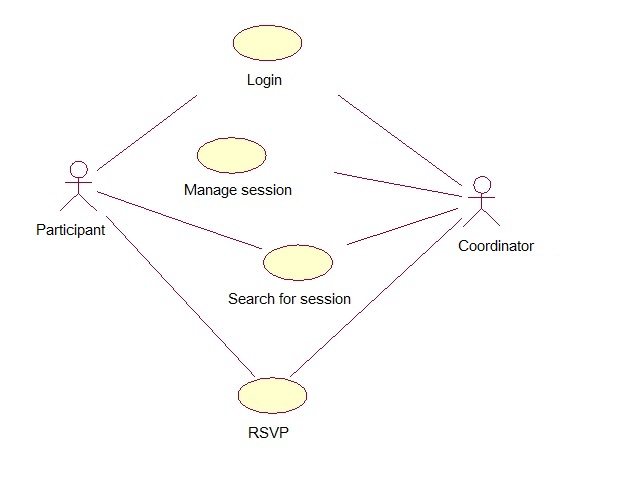 Login
Manage session
Participant
Coordinator
Search for session
RSVP